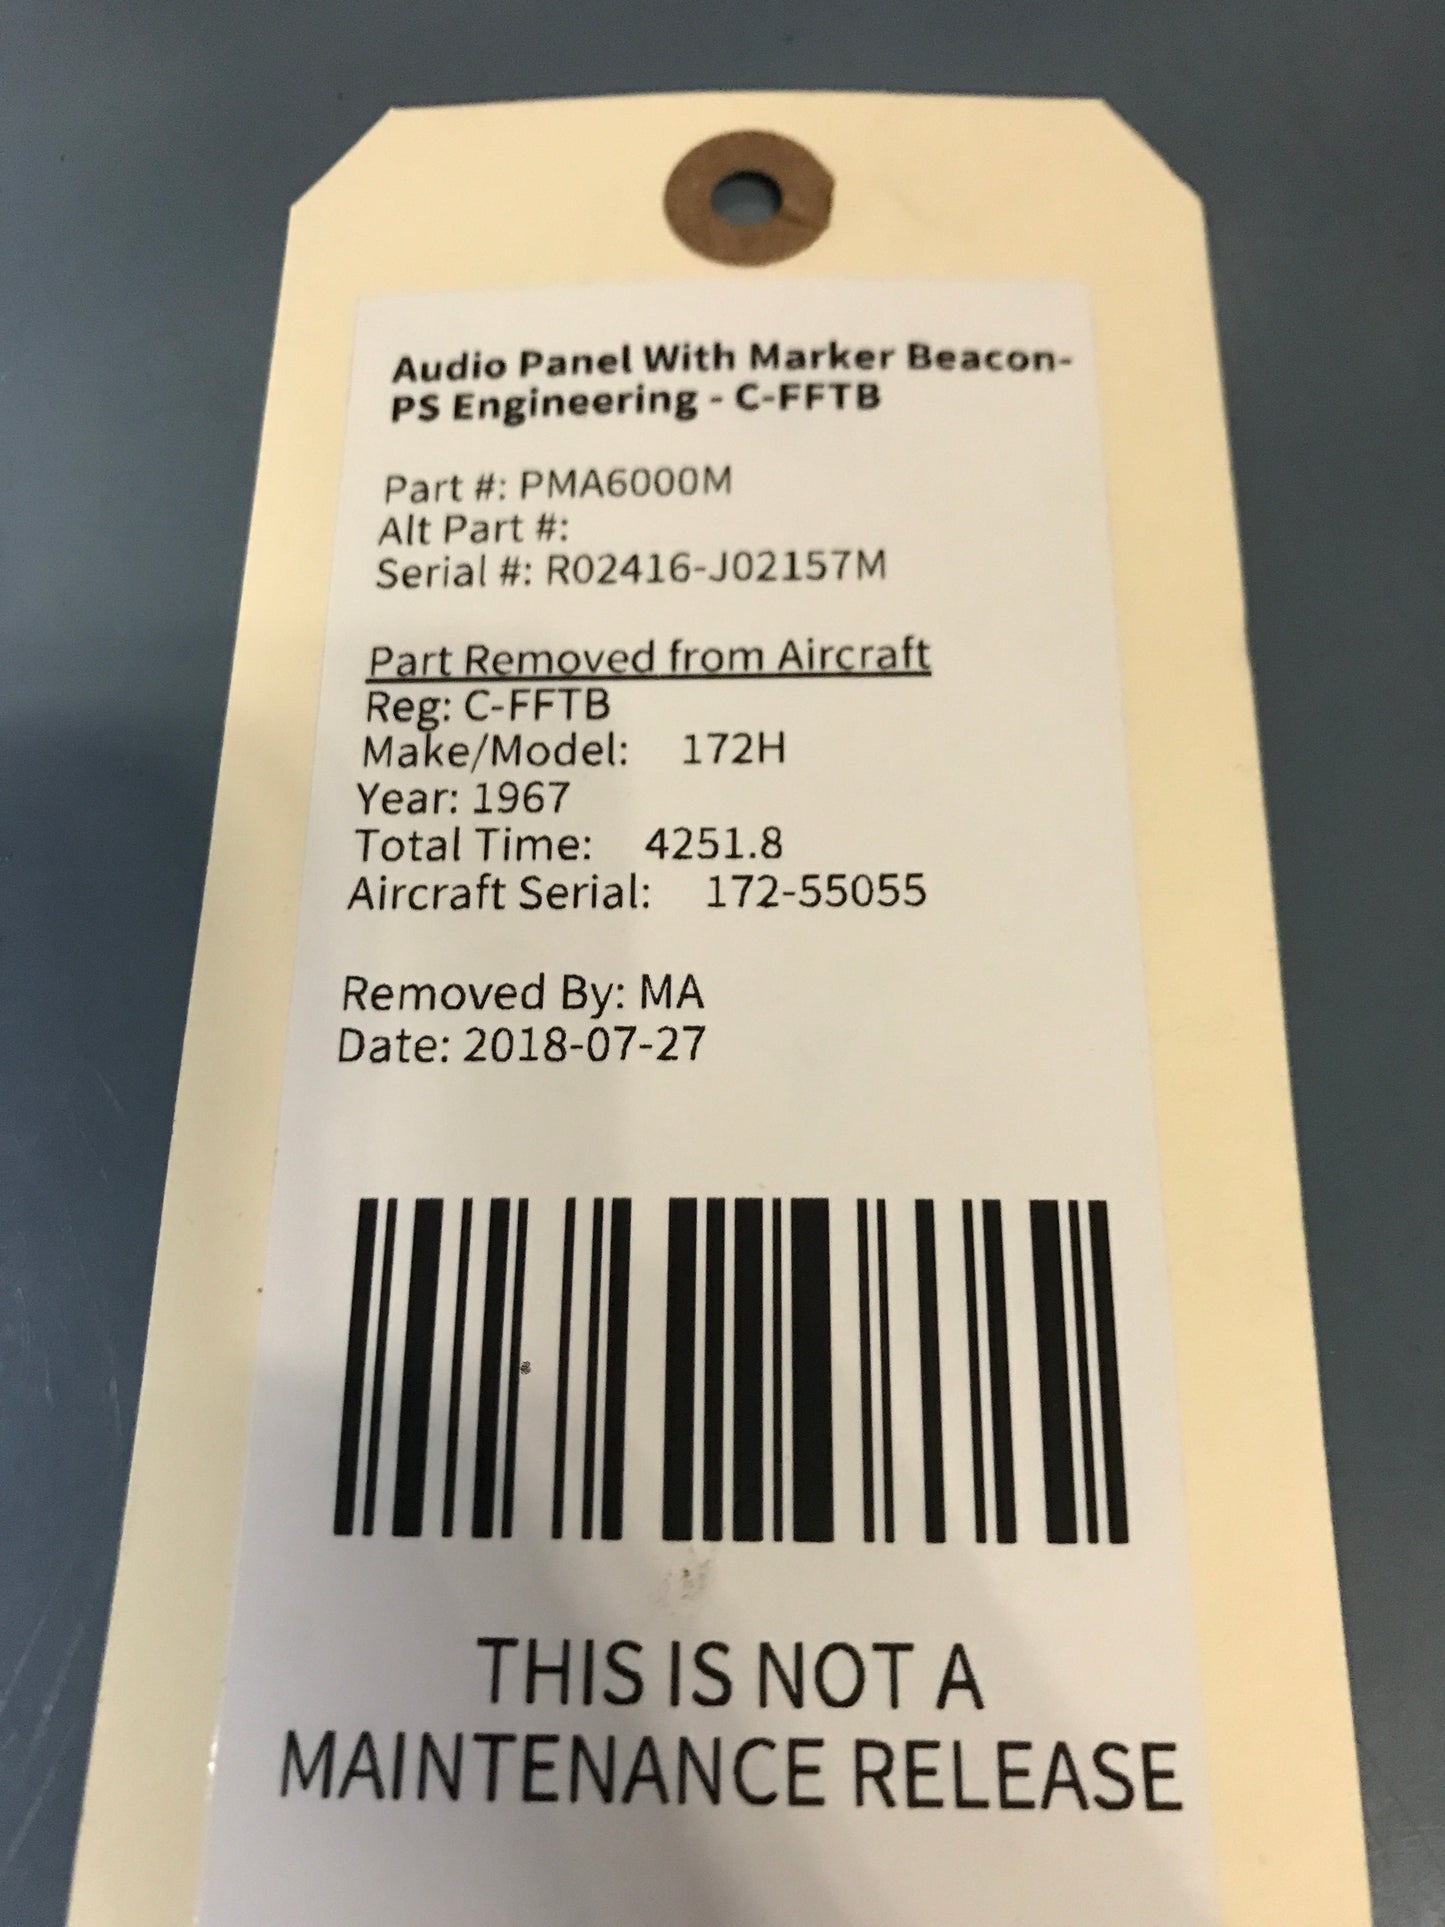 Audio Panel With Marker Beacon-
PS Engineering - C-FFTB
Part #: PMA6000M
Alt Part #:
Serial #: R02416-J02157M
Part Removed from Aircraft
Reg: C-FFTB
Make/Model: 172H
Year: 1967
Total Time: 4251.8
Aircraft Serial: 172-55055
Removed By: MA
Date: 2018-07-27
THIS IS NOT A
MAINTENANCE RELEASE